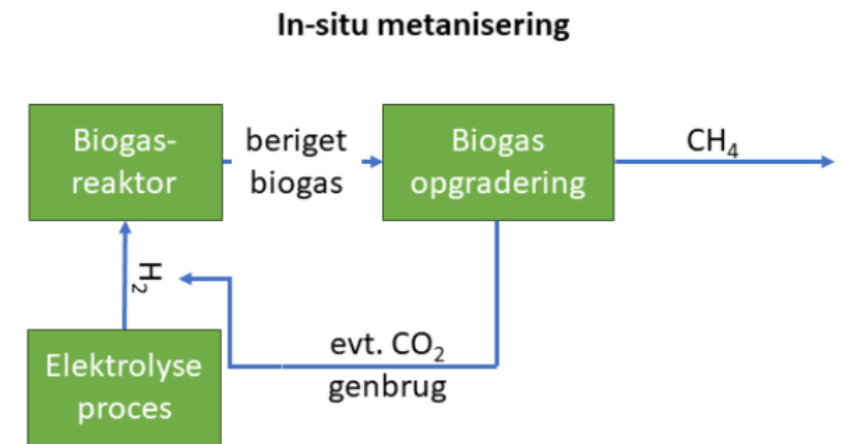 In-situ metanisering
Biogas-
reaktor
beriget
biogas
Biogas
opgradering
CH₄
H₂
evt. CO₂
genbrug
Elektrolyse
proces